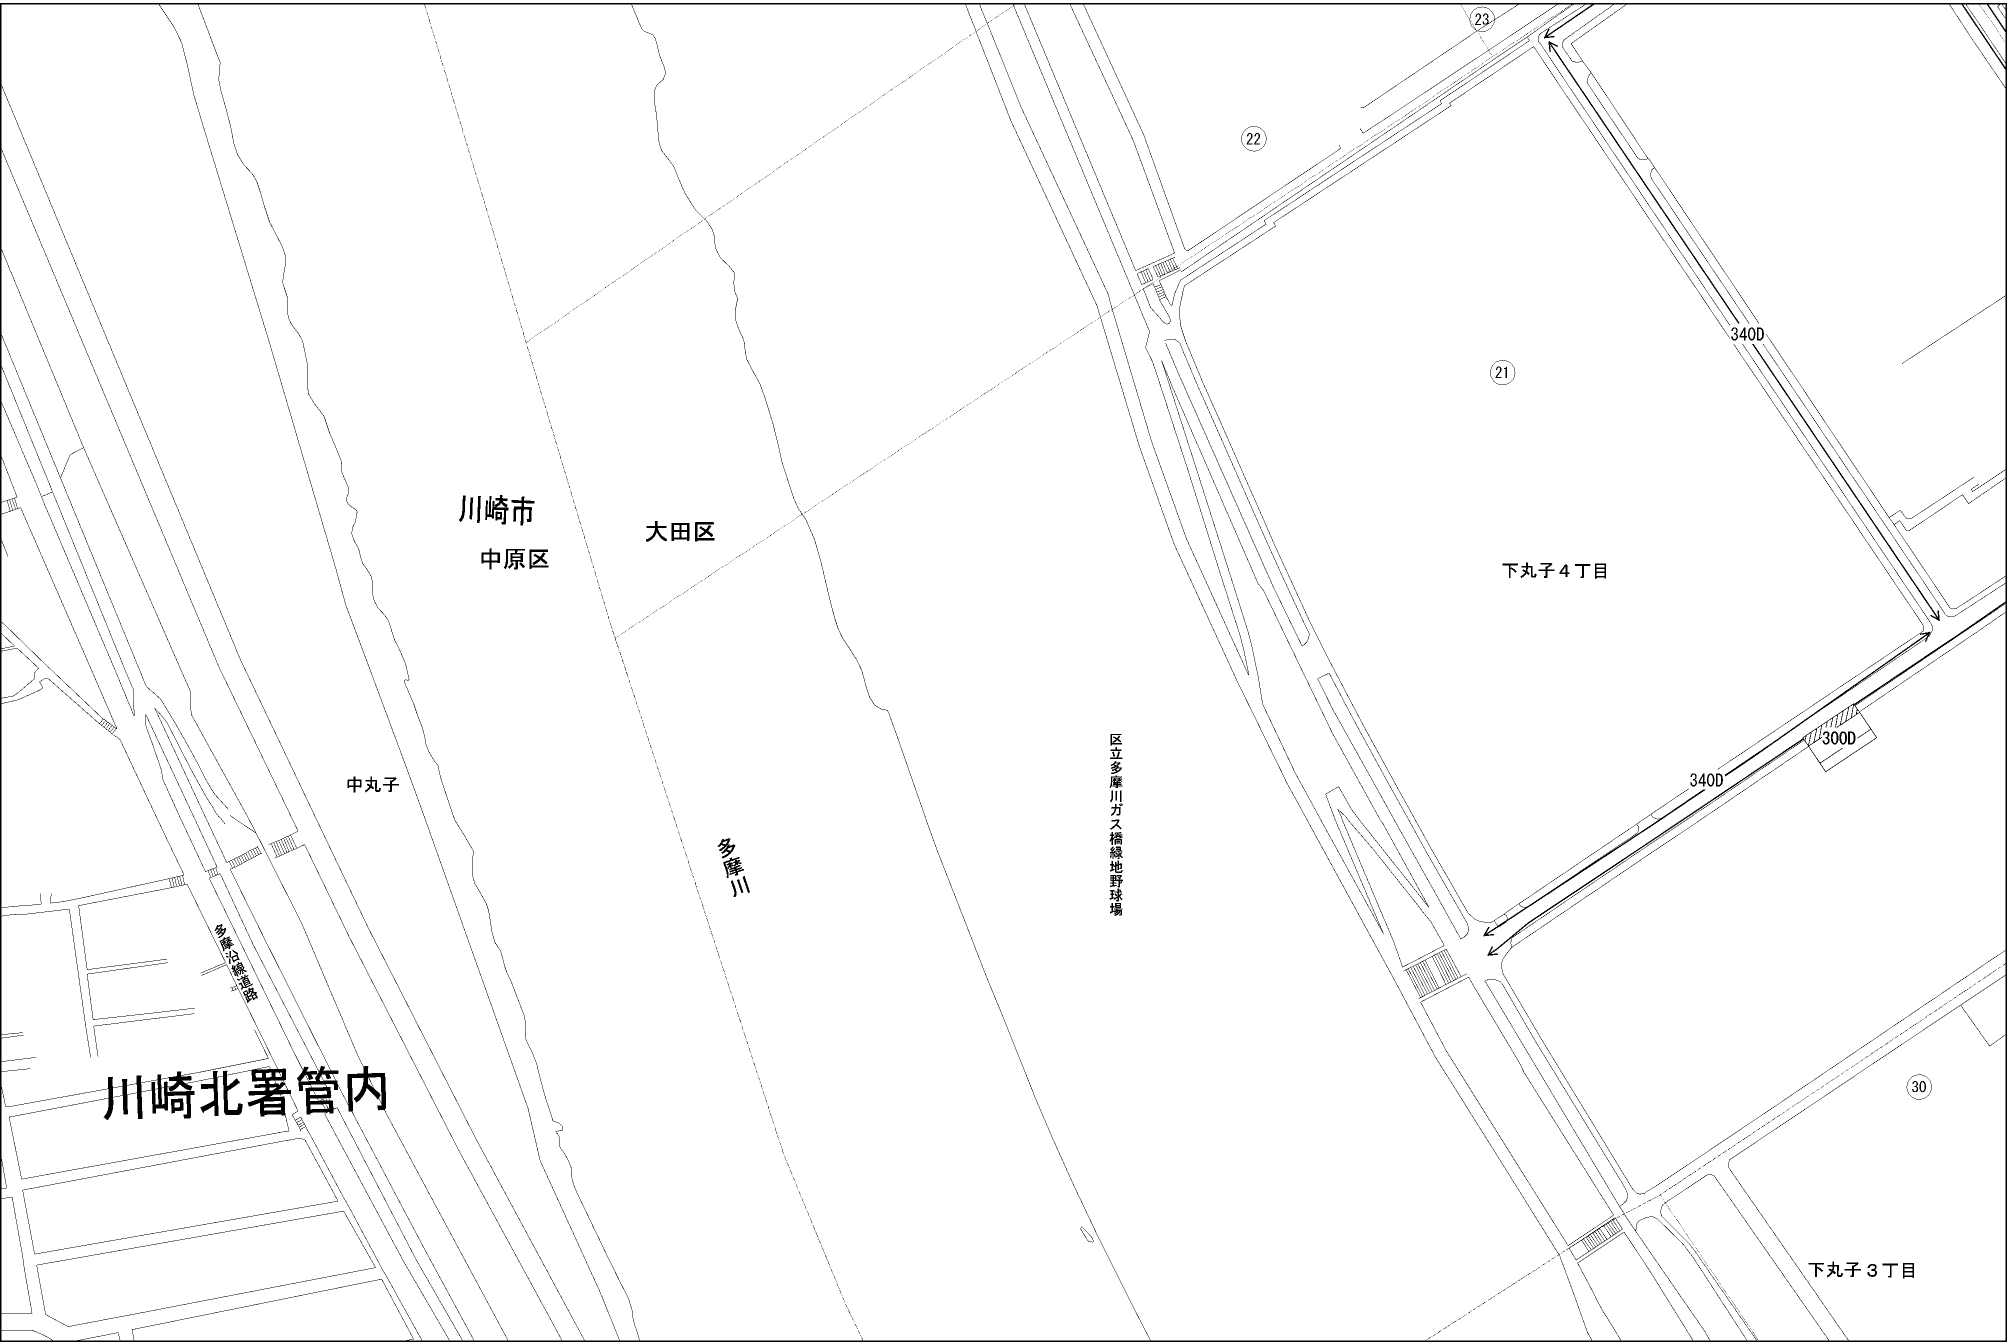 23
22
340D
21
川崎市
中原区
大田区
下丸子4丁目
区立多摩川ガス橋緑地野球場
300D
340D
中丸子
多摩川
多摩沿線道路
川崎北署管内
30
下丸子3丁目